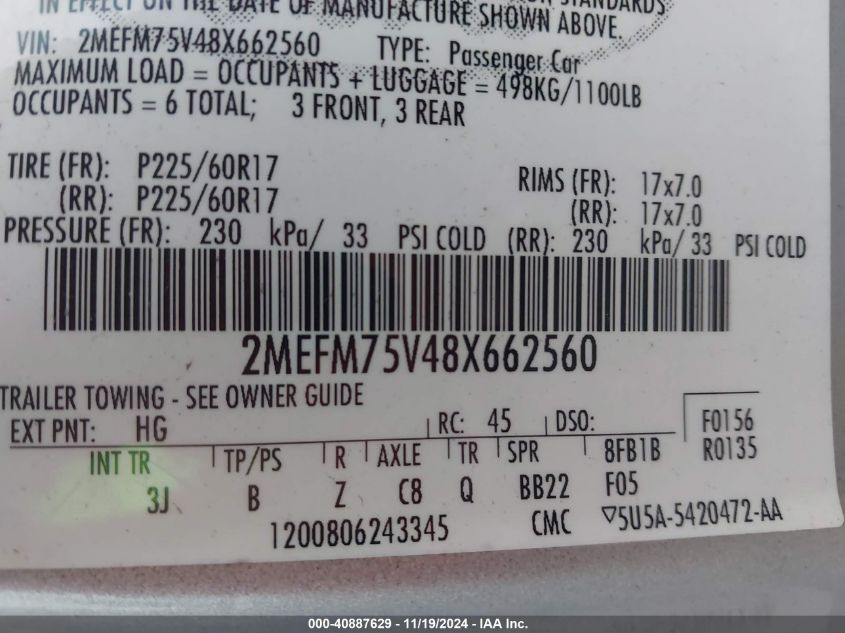 IN EFFECT ON THE DATE OF MANUFACTURE SHOWN ABOVE.
STANDARDS
VIN: 2MEFM75V48X662560 TYPE: Passenger Car
MAXIMUM LOAD = OCCUPANTS + LUGGAGE = 498KG/1100LB
OCCUPANTS = 6 TOTAL; 3 FRONT, 3 REAR
TIRE (FR): P225/60R17 RIMS (FR): 17x7.0
(RR): P225/60R17 (RR): 17x7.0
PRESSURE (FR): 230 kPa/ 33 PSI COLD (RR): 230 kPa/ 33 PSI COLD
2MEFM75V48X662560
TRAILER TOWING - SEE OWNER GUIDE
EXT PNT: HG RC: 45 DSO: F0156
INT TR TP/PS R AXLE TR SPR 8FB1B R0135
3J B Z C8 Q BB22 F05
1200806243345 CMC ▽5U5A-5420472-AA
000-40887629 - 11/19/2024 - IAA Inc.